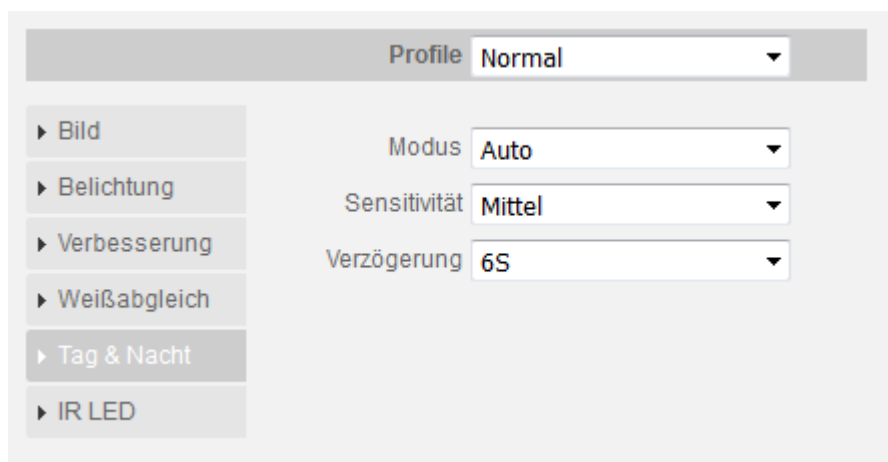 Profile Normal
Bild
Belichtung
Verbesserung
Weißabgleich
Tag & Nacht
IR LED
Modus Auto
Sensitivität Mittel
Verzögerung 6S